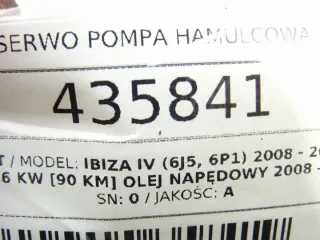 SERWO POMPA HAMULCOWA
435841
T / MODEL: IBIZA IV (6J5, 6P1) 2008 - 2
6 KW [90 KM] OLEJ NAPĘDOWY 2008 -
SN: 0 / JAKOŚĆ: A